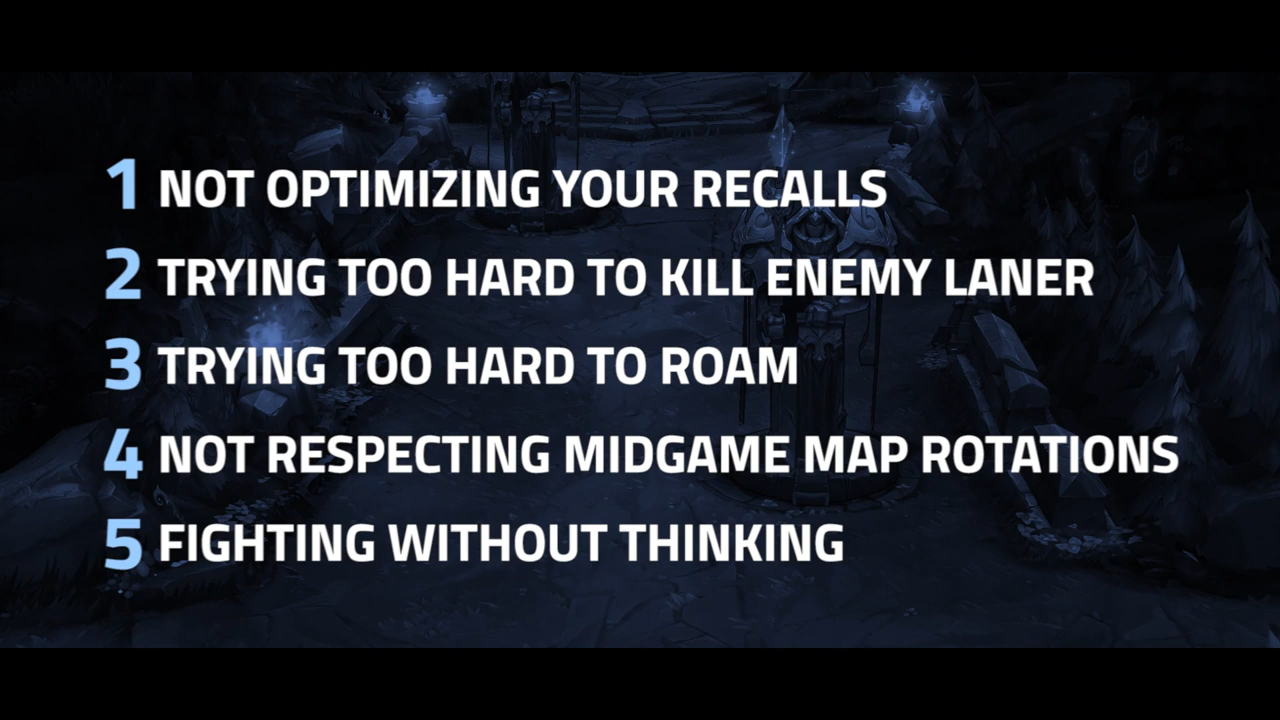 1 NOT OPTIMIZING YOUR RECALLS
2 TRYING TOO HARD TO KILL ENEMY LANER
3 TRYING TOO HARD TO ROAM
4 NOT RESPECTING MIDGAME MAP ROTATIONS
5 FIGHTING WITHOUT THINKING